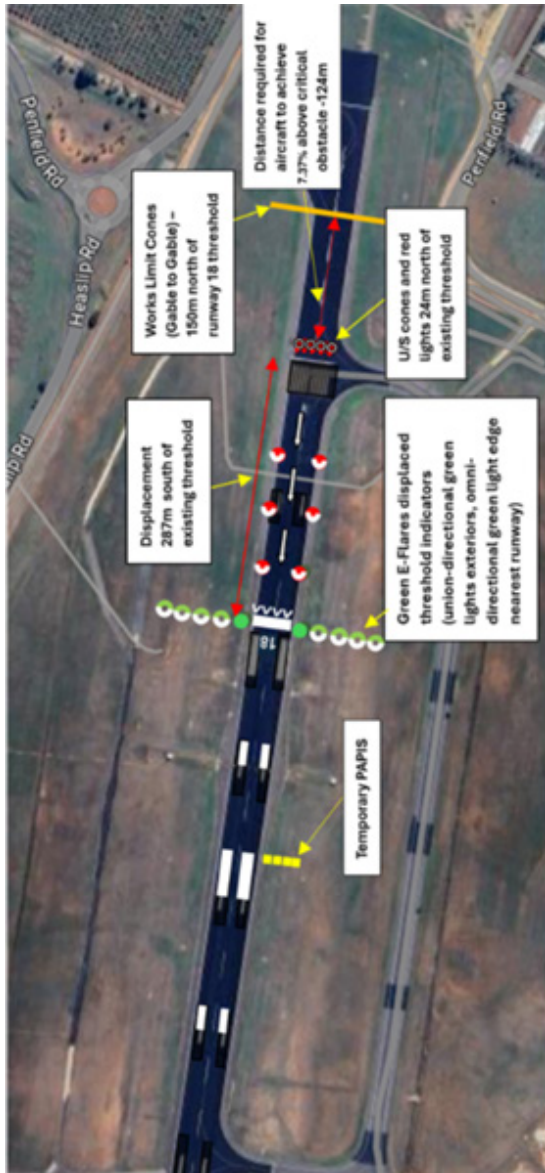 Penfield Rd
Heaslip Rd
slip Rd
Penfield Rd
Distance required for
aircraft to achieve
7.37% above critical
obstacle -124m
Works Limit Cones
(Gable to Gable) –
150m north of
runway 18 threshold
U/S cones and red
lights 24m north of
existing threshold
Displacement
287m south of
existing threshold
Green E-Flares displaced
threshold indicators
(union-directional green
lights exteriors, omni-
directional green light edge
nearest runway)
18
Temporary PAPIS